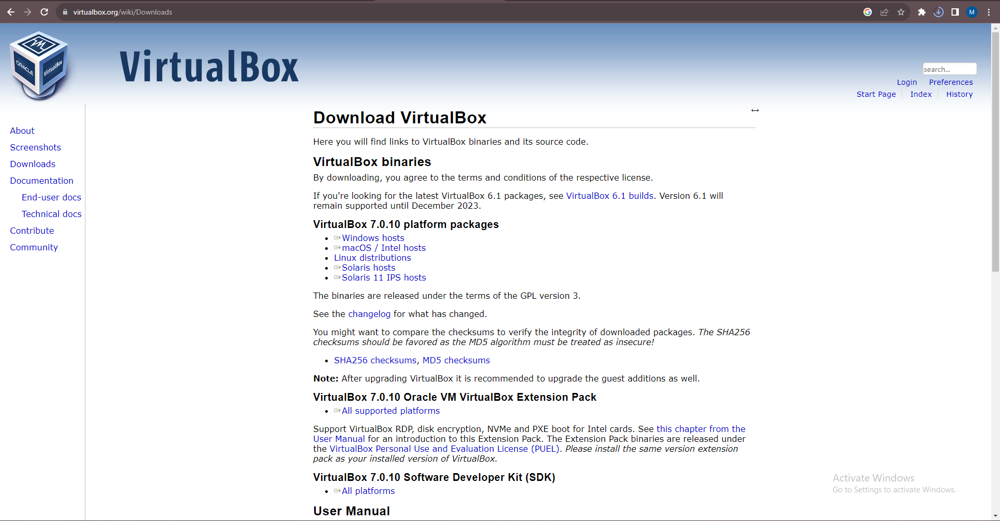 virtualbox.org/wiki/Downloads
M
ORACLE
VirtualBox
VirtualBox
search...
Login
Preferences
Start Page
Index
History
About
Screenshots
Downloads
Documentation
End-user docs
Technical docs
Contribute
Community
Download VirtualBox
Here you will find links to VirtualBox binaries and its source code.
VirtualBox binaries
By downloading, you agree to the terms and conditions of the respective license.
If you're looking for the latest VirtualBox 6.1 packages, see VirtualBox 6.1 builds. Version 6.1 will
remain supported until December 2023.
VirtualBox 7.0.10 platform packages
Windows hosts
macOS / Intel hosts
Linux distributions
Solaris hosts
Solaris 11 IPS hosts
The binaries are released under the terms of the GPL version 3.
See the changelog for what has changed.
You might want to compare the checksums to verify the integrity of downloaded packages. The SHA256
checksums should be favored as the MD5 algorithm must be treated as insecure!
SHA256 checksums, MD5 checksums
Note: After upgrading VirtualBox it is recommended to upgrade the guest additions as well.
VirtualBox 7.0.10 Oracle VM VirtualBox Extension Pack
All supported platforms
Support VirtualBox RDP, disk encryption, NVMe and PXE boot for Intel cards. See this chapter from the
User Manual for an introduction to this Extension Pack. The Extension Pack binaries are released under
the VirtualBox Personal Use and Evaluation License (PUEL). Please install the same version extension
pack as your installed version of VirtualBox.
VirtualBox 7.0.10 Software Developer Kit (SDK)
All platforms
User Manual
Activate Windows
Go to Settings to activate Windows.